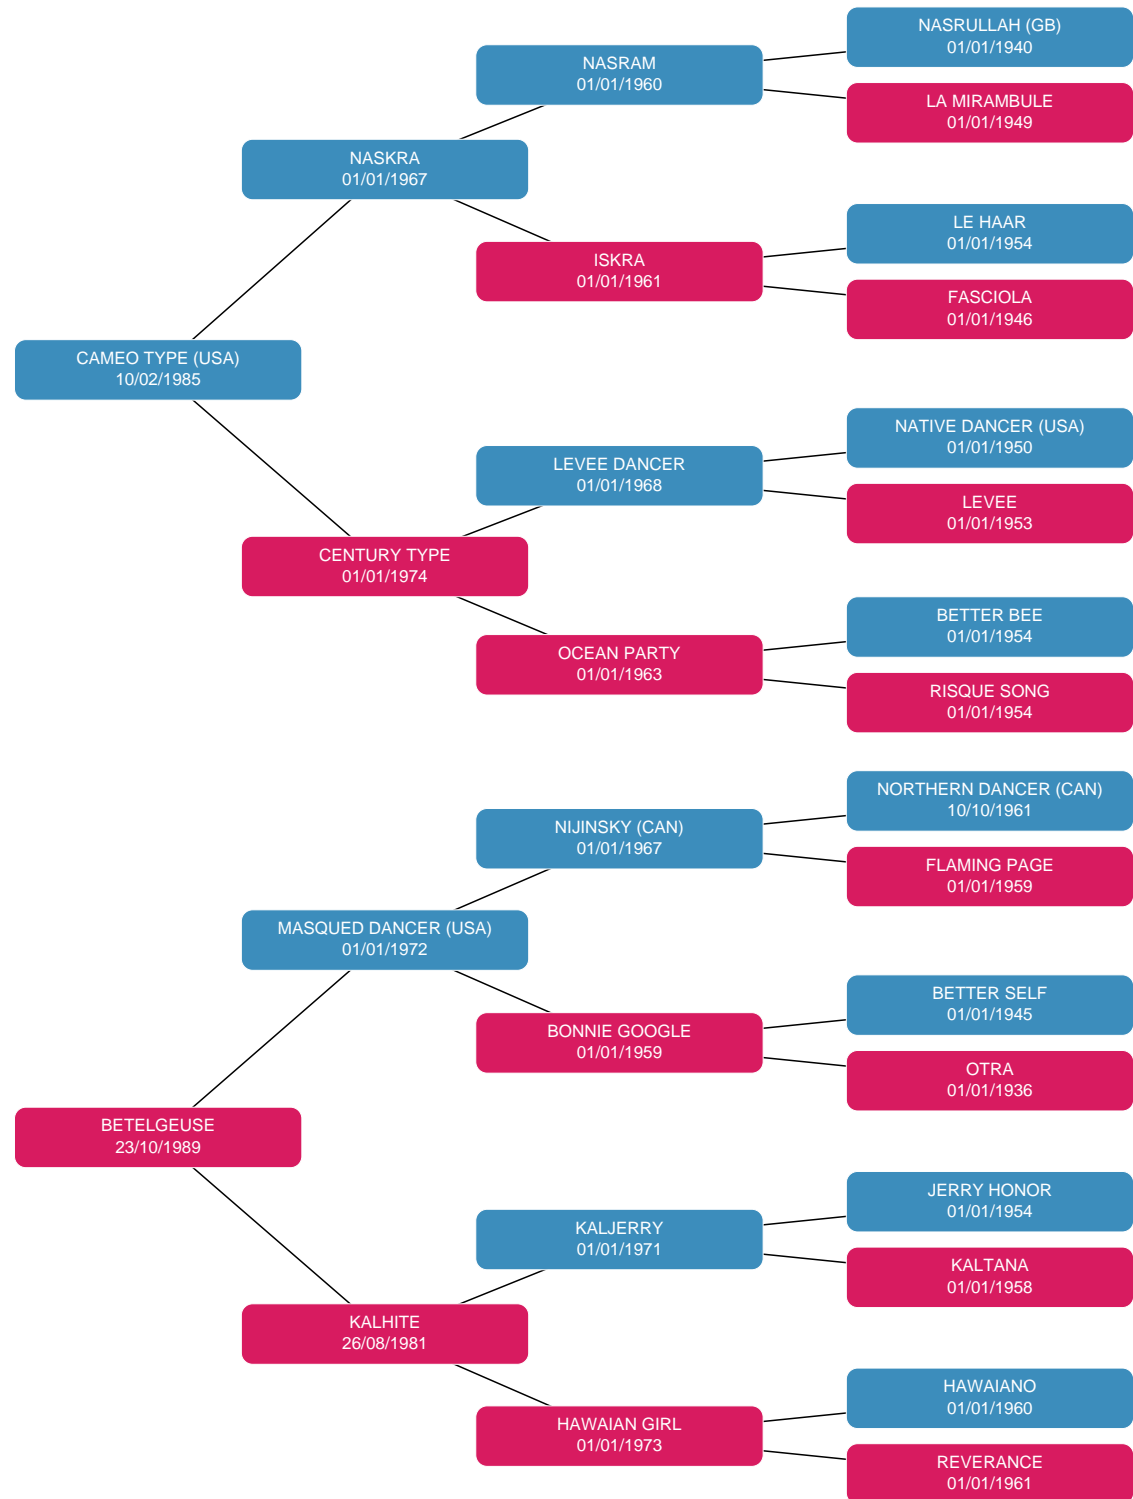 NASRULLAH (GB)
01/01/1940
NASRAM
01/01/1960
LA MIRAMBULE
01/01/1949
NASKRA
01/01/1967
LE HAAR
01/01/1954
ISKRA
01/01/1961
FASCIOLA
01/01/1946
CAMEO TYPE (USA)
10/02/1985
NATIVE DANCER (USA)
01/01/1950
LEVEE DANCER
01/01/1968
LEVEE
01/01/1953
CENTURY TYPE
01/01/1974
BETTER BEE
01/01/1954
OCEAN PARTY
01/01/1963
RISQUE SONG
01/01/1954
NORTHERN DANCER (CAN)
10/10/1961
NIJINSKY (CAN)
01/01/1967
FLAMING PAGE
01/01/1959
MASQUED DANCER (USA)
01/01/1972
BETTER SELF
01/01/1945
BONNIE GOOGLE
01/01/1959
OTRA
01/01/1936
BETELGEUSE
23/10/1989
JERRY HONOR
01/01/1954
KALJERRY
01/01/1971
KALTANA
01/01/1958
KALHITE
26/08/1981
HAWAIANO
01/01/1960
HAWAIAN GIRL
01/01/1973
REVERANCE
01/01/1961